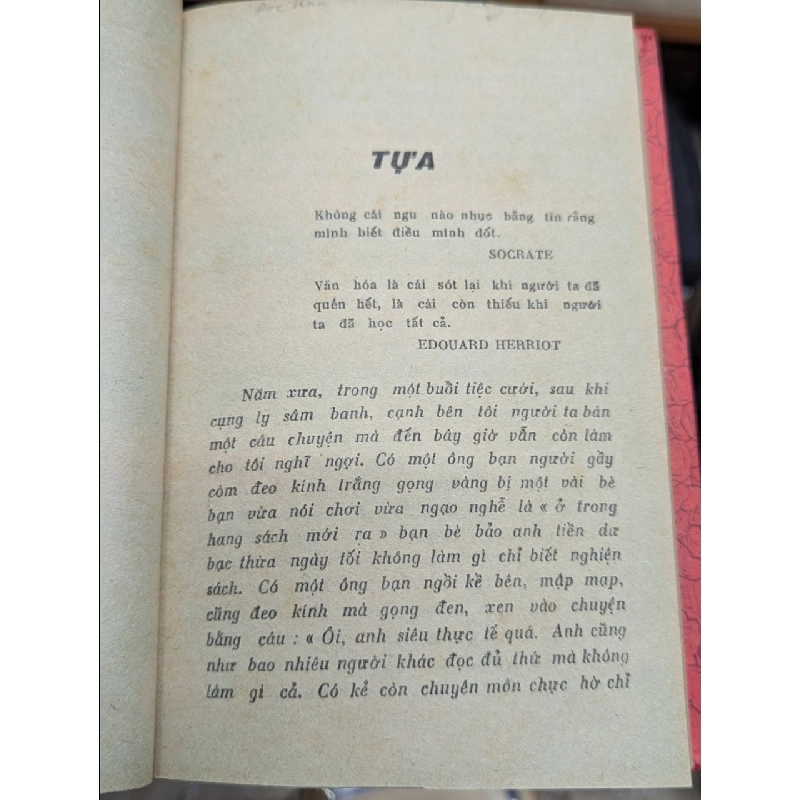 TỰA
Không cái ngu nào nhục bằng tin rằng
mình biết điều mình dốt.
SOCRATE
Văn hóa là cái sót lại khi người ta đã
quên hết, là cái còn thiếu khi người
ta đã học tất cả.
EDOUARD HERRIOT
Năm xưa, trong một buổi tiệc cưới, sau khi
cụng ly sâm banh, cạnh bên tôi người ta bàn
một câu chuyện mà đến bây giờ vẫn còn làm
cho tôi nghĩ ngợi. Có một ông bạn người gầy
còm đeo kính trắng gọng vàng bị một vài bè
bạn vừa nói chơi vừa ngạo nghễ là « ở trong
hang sách mới ra » bạn bè bảo anh tiền dư
bạc thừa ngày tối không làm gì chỉ biết nghiện
sách. Có một ông bạn ngồi kề bên, mập mạp,
cũng đeo kính mà gọng đen, xen vào chuyện
bằng câu : « Ôi, anh siêu thực tế quá. Anh cũng
như bao nhiêu người khác đọc đủ thứ mà không
làm gì cả. Có kẻ còn chuyên môn chực hờ chỉ